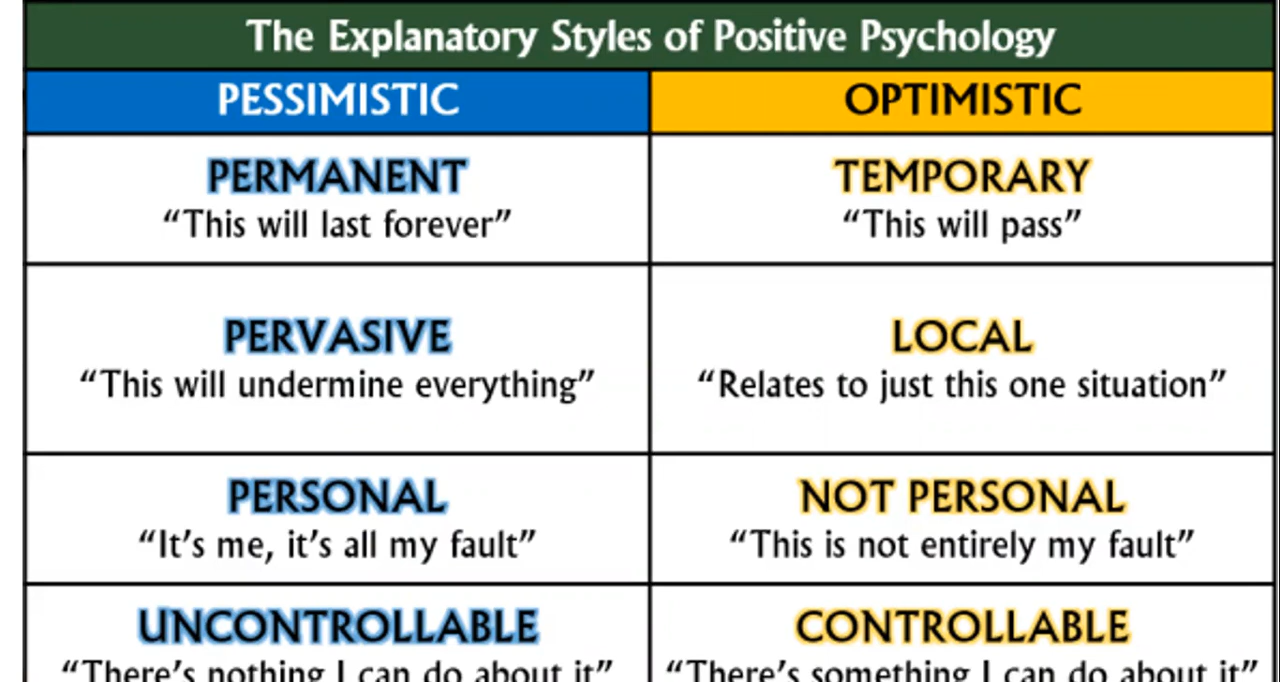 The Explanatory Styles of Positive Psychology
PESSIMISTIC
OPTIMISTIC
PERMANENT
“This will last forever”
TEMPORARY
“This will pass”
PERVASIVE
“This will undermine everything”
LOCAL
“Relates to just this one situation”
PERSONAL
“It’s me, it’s all my fault”
NOT PERSONAL
“This is not entirely my fault”
UNCONTROLLABLE
“There’s nothing I can do about it”
CONTROLLABLE
“There’s something I can do about it”